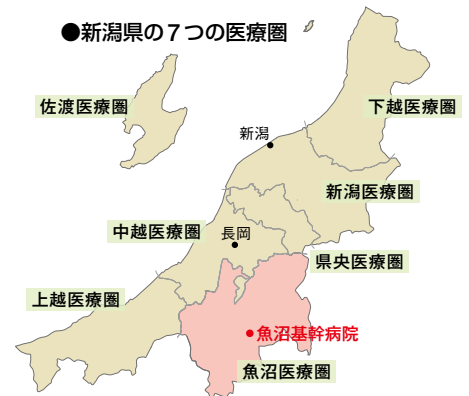 ●新潟県の７つの医療圏
佐渡医療圏
下越医療圏
新潟
新潟医療圏
中越医療圏
長岡
県央医療圏
上越医療圏
魚沼基幹病院
魚沼医療圏